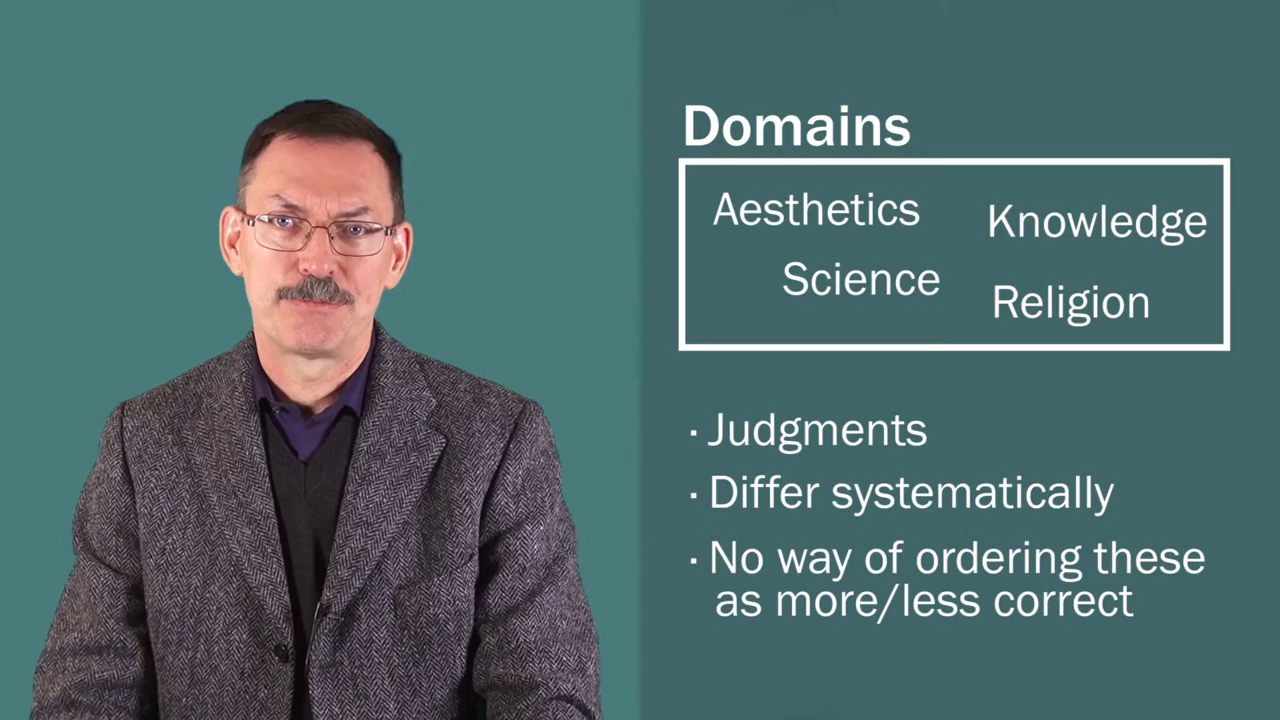 Domains
Aesthetics
Knowledge
Science
Religion
· Judgments
· Differ systematically
· No way of ordering these
as more/less correct